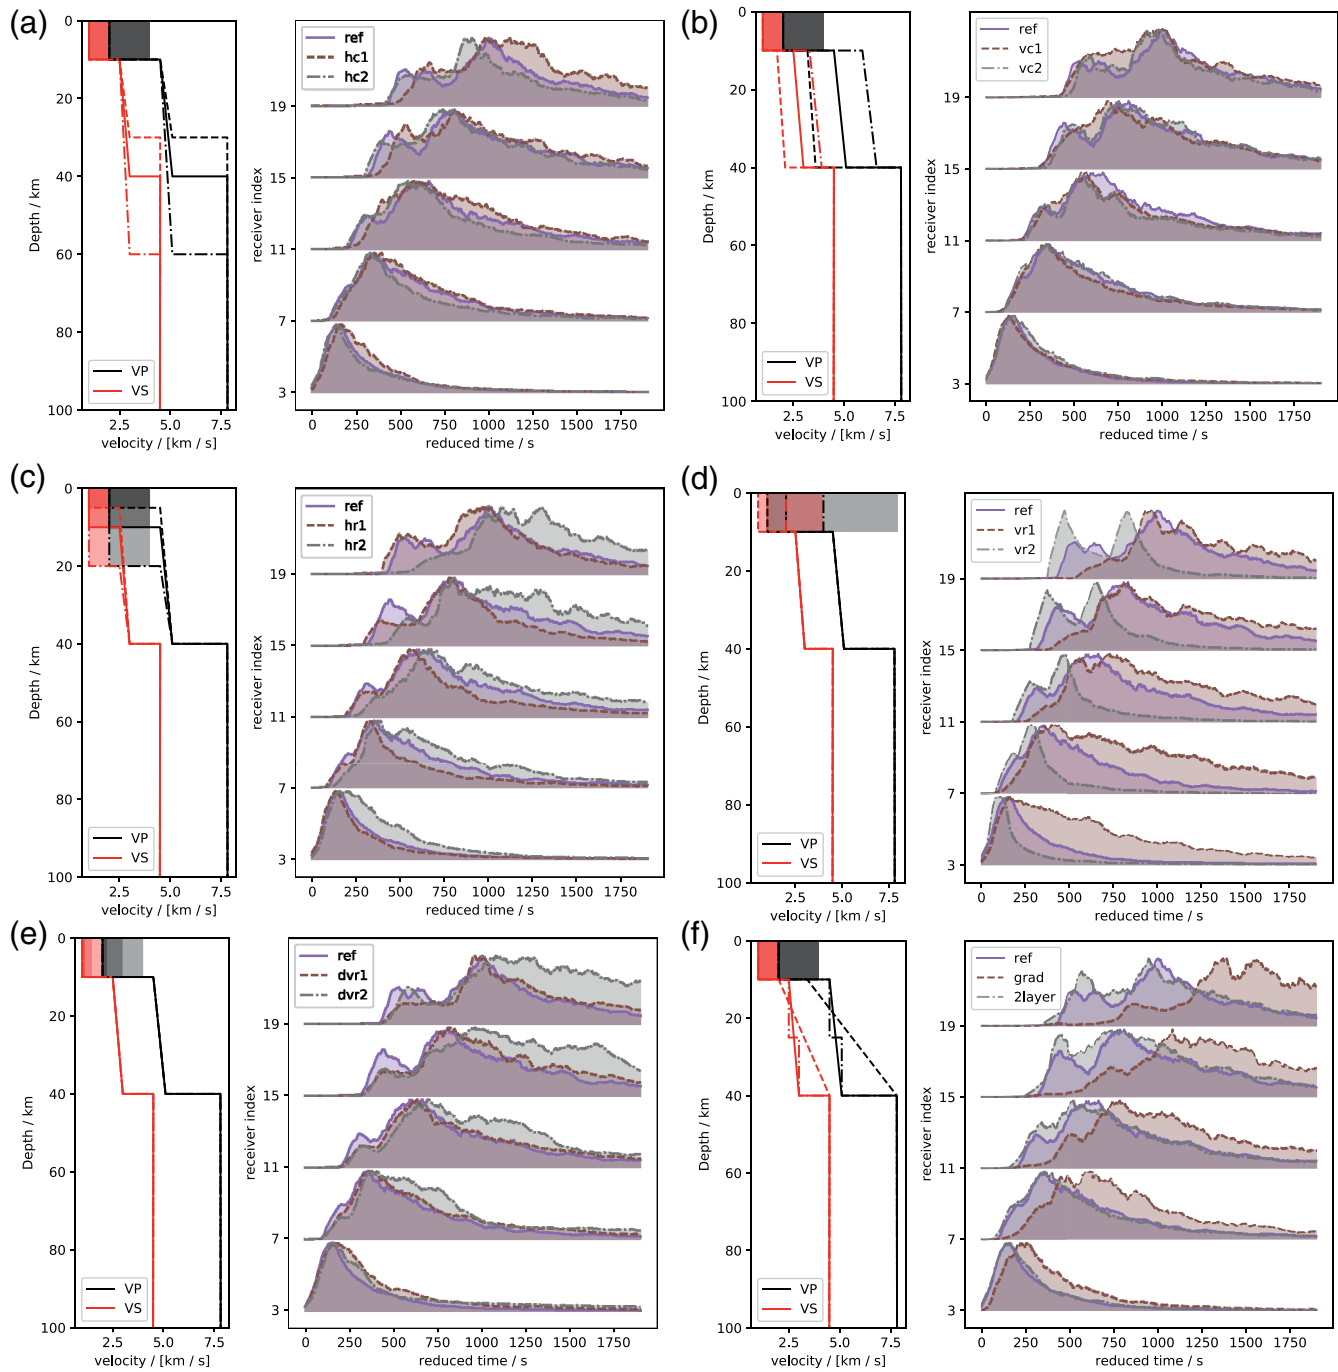 (a)
0
20
40
60
80
100
Depth / km
VP
VS
2.5
5.0
7.5
velocity / [km / s]
ref
hc1
hc2
19
15
11
7
3
receiver index
0
250
500
750
1000
1250
1500
1750
reduced time / s
(b)
0
20
40
60
80
100
Depth / km
VP
VS
2.5
5.0
7.5
velocity / [km / s]
ref
vc1
vc2
19
15
11
7
3
receiver index
0
250
500
750
1000
1250
1500
1750
reduced time / s
(c)
0
20
40
60
80
100
Depth / km
VP
VS
2.5
5.0
7.5
velocity / [km / s]
ref
hr1
hr2
19
15
11
7
3
receiver index
0
250
500
750
1000
1250
1500
1750
reduced time / s
(d)
0
20
40
60
80
100
Depth / km
VP
VS
2.5
5.0
7.5
velocity / [km / s]
ref
vr1
vr2
19
15
11
7
3
receiver index
0
250
500
750
1000
1250
1500
1750
reduced time / s
(e)
0
20
40
60
80
100
Depth / km
VP
VS
2.5
5.0
7.5
velocity / [km / s]
ref
dvr1
dvr2
19
15
11
7
3
receiver index
0
250
500
750
1000
1250
1500
1750
reduced time / s
(f)
0
20
40
60
80
100
Depth / km
VP
VS
2.5
5.0
7.5
velocity / [km / s]
ref
grad
2layer
19
15
11
7
3
receiver index
0
250
500
750
1000
1250
1500
1750
reduced time / s